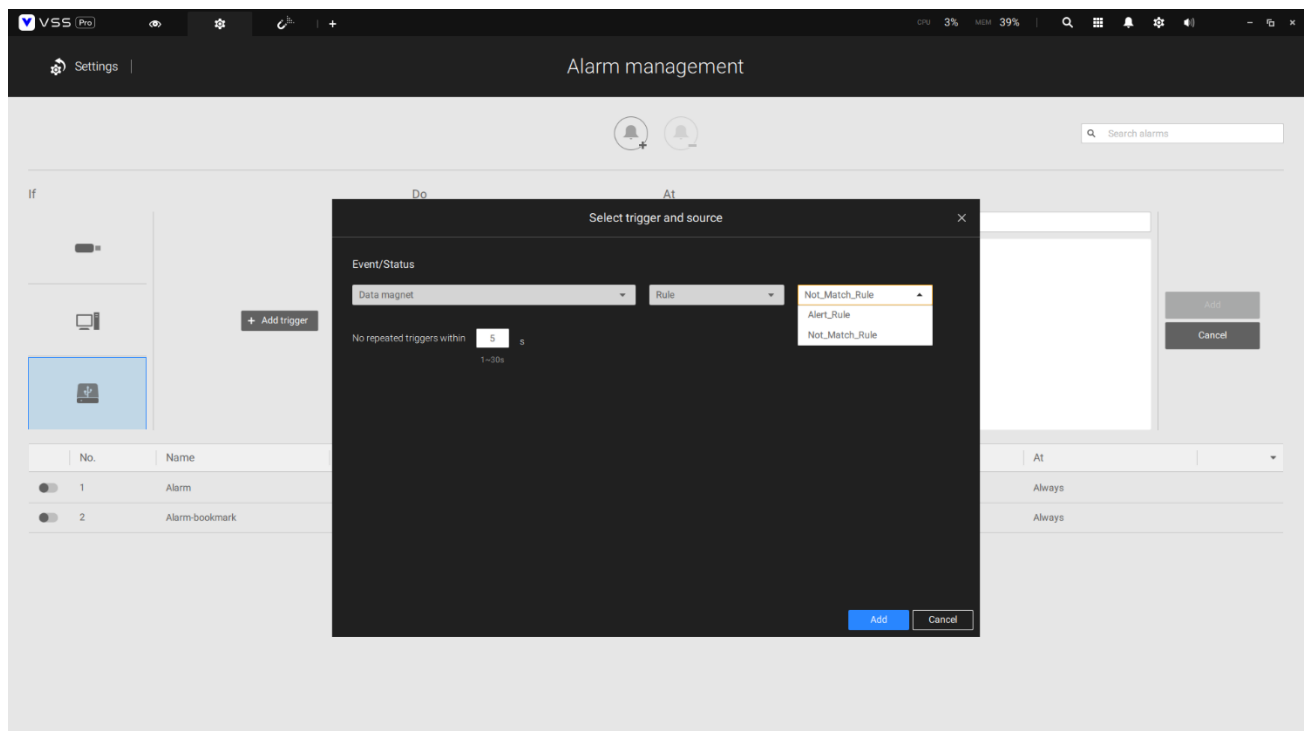 VSS Pro
CPU 3% MEM 39%
Settings
Alarm management
Search alarms
If Do At
Select trigger and source
Event/Status
Data magnet Rule Not_Match_Rule
Alert_Rule
Not_Match_Rule
No repeated triggers within 5 s
1~30s
+ Add trigger
Add
Cancel
No. Name At
1 Alarm Always
2 Alarm-bookmark Always
Add Cancel